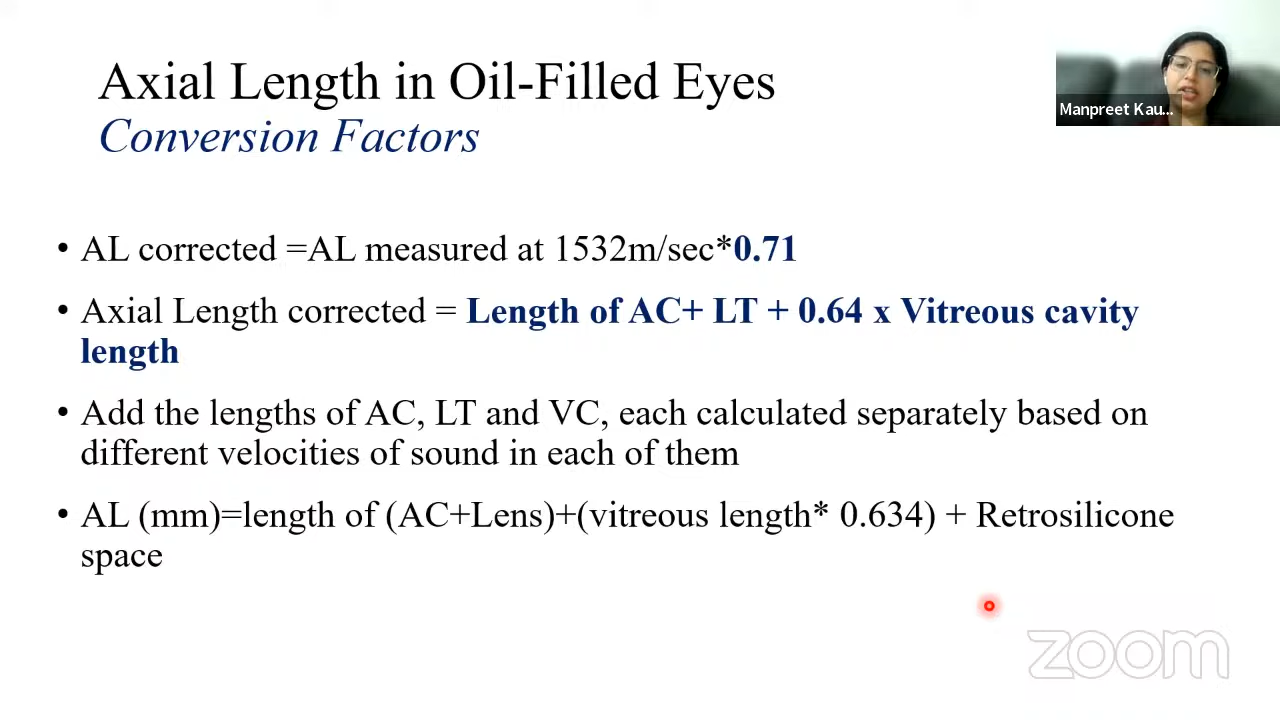 Axial Length in Oil-Filled Eyes
Conversion Factors
Manpreet Kau...
• AL corrected =AL measured at 1532m/sec*0.71
• Axial Length corrected = Length of AC+ LT + 0.64 x Vitreous cavity
length
• Add the lengths of AC, LT and VC, each calculated separately based on
different velocities of sound in each of them
• AL (mm)=length of (AC+Lens)+(vitreous length* 0.634) + Retrosilicone
space
zoom